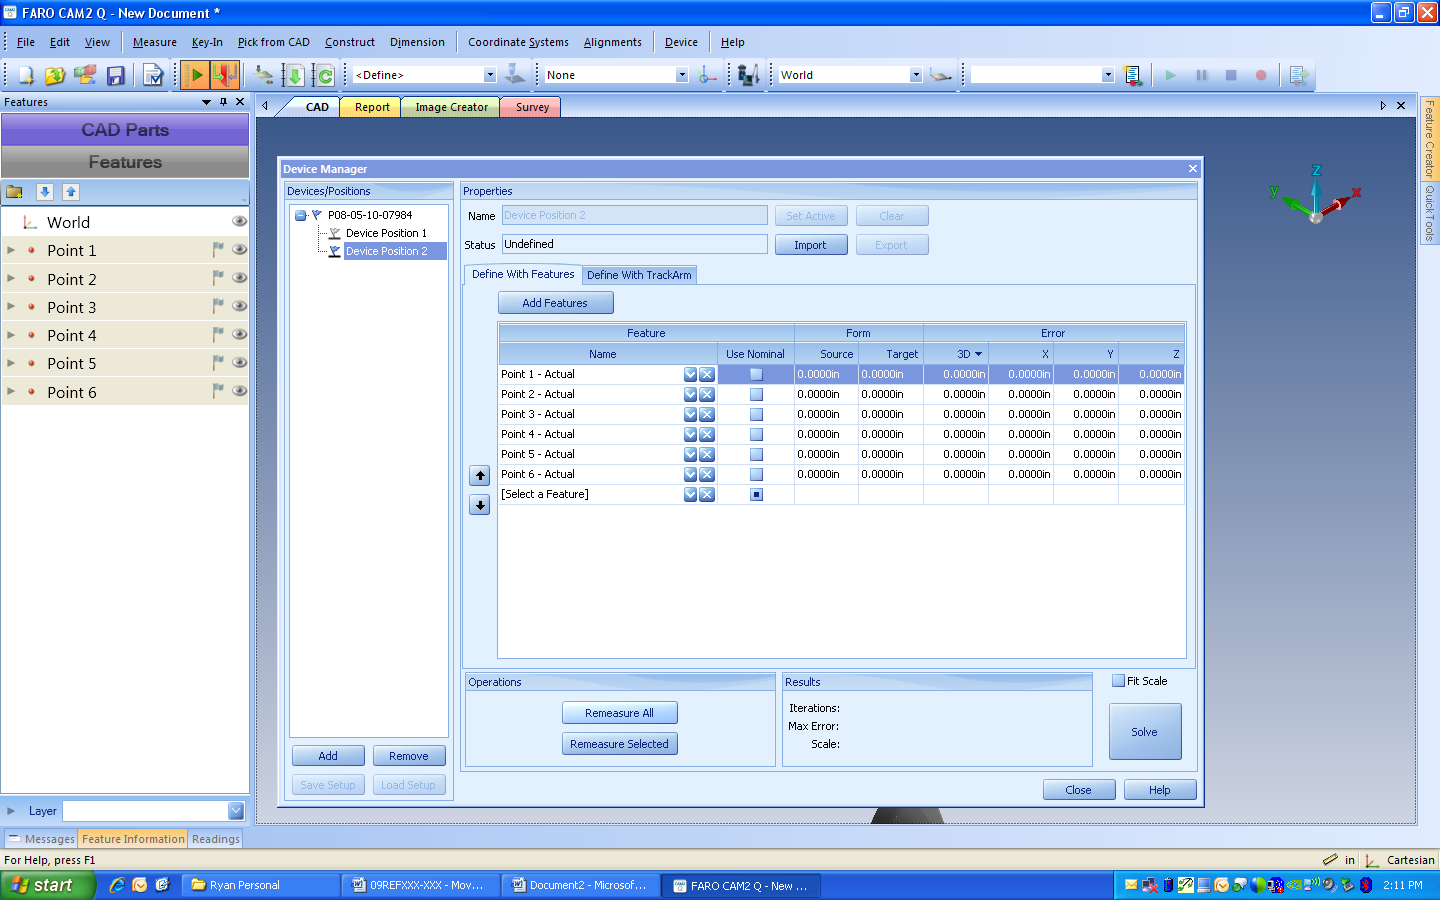 FARO CAM2 Q - New Document *
File Edit View Measure Key-In Pick from CAD Construct Dimension Coordinate Systems Alignments Device Help
<Define> None World
Features
CAD Report Image Creator Survey
CAD Parts
Features
World
Point 1
Point 2
Point 3
Point 4
Point 5
Point 6
Layer
Messages Feature Information Readings
Feature Creator
Quick Tools
z
y x
Device Manager
Devices/Positions
P08-05-10-07984
Device Position 1
Device Position 2
Add Remove
Save Setup Load Setup
Properties
Name Device Position 2 Set Active Clear
Status Undefined Import Export
Define With Features Define With TrackArm
Add Features
Feature Form Error
Name Use Nominal Source Target 3D X Y Z
Point 1 - Actual 0.0000in 0.0000in 0.0000in 0.0000in 0.0000in 0.0000in
Point 2 - Actual 0.0000in 0.0000in 0.0000in 0.0000in 0.0000in 0.0000in
Point 3 - Actual 0.0000in 0.0000in 0.0000in 0.0000in 0.0000in 0.0000in
Point 4 - Actual 0.0000in 0.0000in 0.0000in 0.0000in 0.0000in 0.0000in
Point 5 - Actual 0.0000in 0.0000in 0.0000in 0.0000in 0.0000in 0.0000in
Point 6 - Actual 0.0000in 0.0000in 0.0000in 0.0000in 0.0000in 0.0000in
[Select a Feature]
Operations
Remeasure All
Remeasure Selected
Results
Iterations:
Max Error:
Scale:
Fit Scale
Solve
Close Help
For Help, press F1
in Cartesian
start Ryan Personal 09REFXXX-XXX - Mov... Document2 - Microsof... FARO CAM2 Q - New ... 2:11 PM